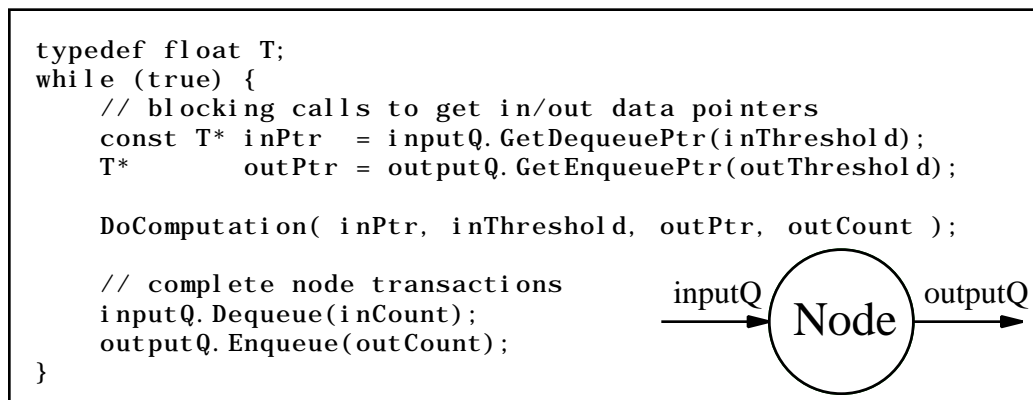 typedef float T;
while (true) {
    // blocking calls to get in/out data pointers
    const T* inPtr  = inputQ.GetDequeuePtr(inThreshold);
    T*       outPtr = outputQ.GetEnqueuePtr(outThreshold);
    DoComputation( inPtr, inThreshold, outPtr, outCount );
    // complete node transactions
    inputQ.Dequeue(inCount);
    outputQ.Enqueue(outCount);
}
inputQ
Node
outputQ